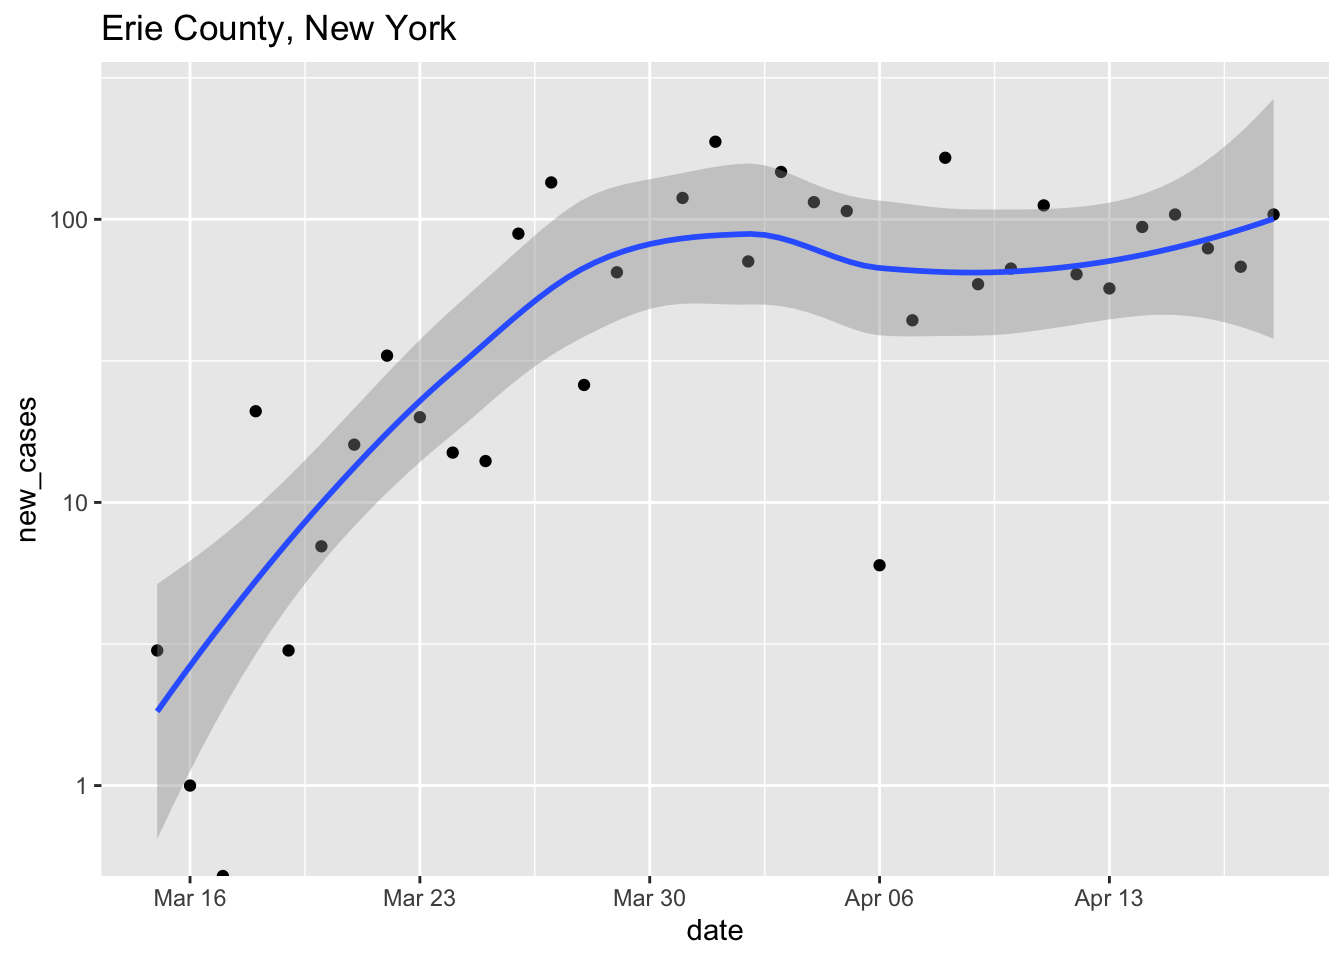 Erie County, New York
new_cases
100
10
1
Mar 16
Mar 23
Mar 30
Apr 06
Apr 13
date